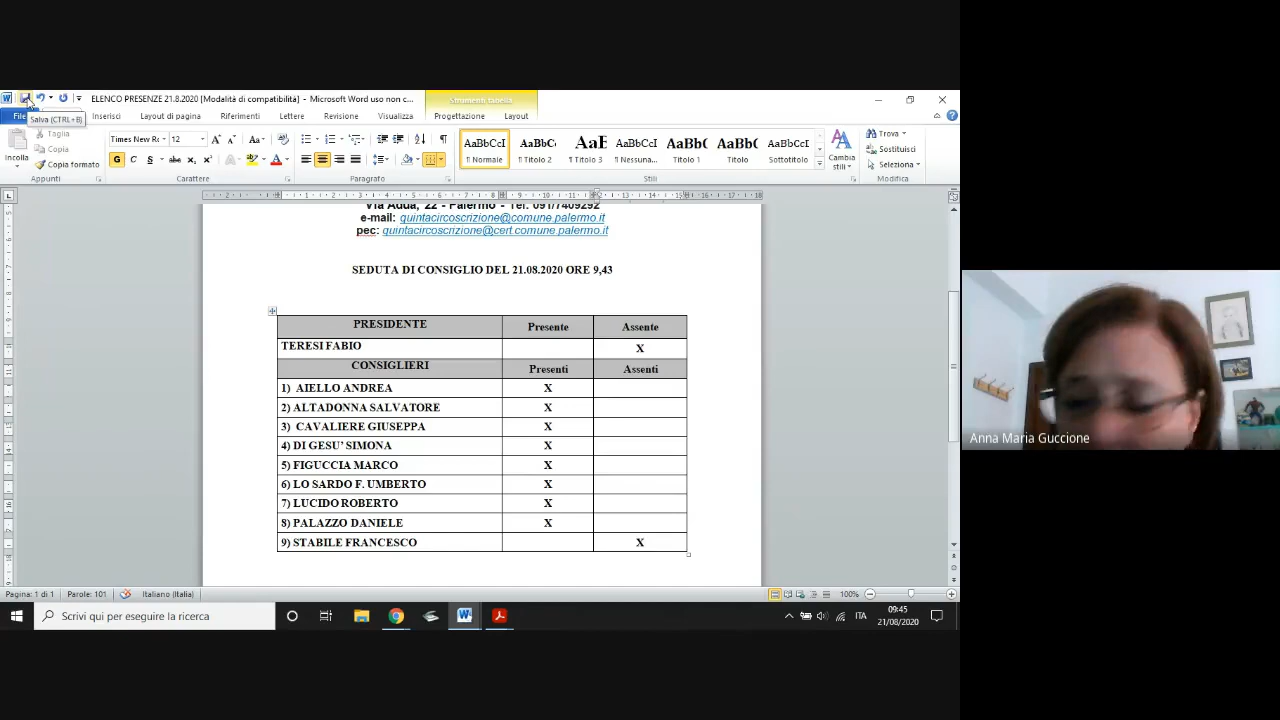 ELENCO PRESENZE 21.8.2020 [Modalità di compatibilità] - Microsoft Word uso non c...
Strumenti tabella
File
Inserisci
Layout di pagina
Riferimenti
Lettere
Revisione
Visualizza
Progettazione
Layout
Salva (CTRL+B)
Incolla
Taglia
Copia
Copia formato
Appunti
Times New Ro
12
Carattere
Paragrafo
AaBbCcI
¶ Normale
AaBbC
¶ Titolo 2
AaE
¶ Titolo 3
AaBbCcI
¶ Nessuna...
AaBb(
Titolo 1
AaBb(
Titolo
AaBbCcI
Sottotitolo
Stili
Cambia stili
Trova
Sostituisci
Seleziona
Modifica
Via Adda, 22 - Palermo - Tel. 091/7409292
e-mail: quintacircoscrizione@comune.palermo.it
pec: quintacircoscrizione@cert.comune.palermo.it
SEDUTA DI CONSIGLIO DEL 21.08.2020 ORE 9,43
PRESIDENTE Presente Assente
TERESI FABIO X
CONSIGLIERI Presenti Assenti
1) AIELLO ANDREA X
2) ALTADONNA SALVATORE X
3) CAVALIERE GIUSEPPA X
4) DI GESU' SIMONA X
5) FIGUCCIA MARCO X
6) LO SARDO F. UMBERTO X
7) LUCIDO ROBERTO X
8) PALAZZO DANIELE X
9) STABILE FRANCESCO X
Anna Maria Guccione
Pagina: 1 di 1 Parole: 101 Italiano (Italia) 100%
Scrivi qui per eseguire la ricerca
ITA
09:45
21/08/2020